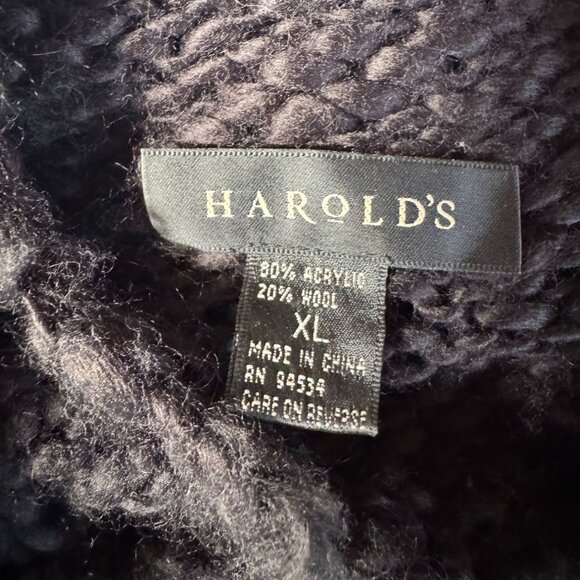 HAROLD'S
80% ACRYLIC
20% WOOL
XL
MADE IN CHINA
RN 94534
CARE ON REVERSE